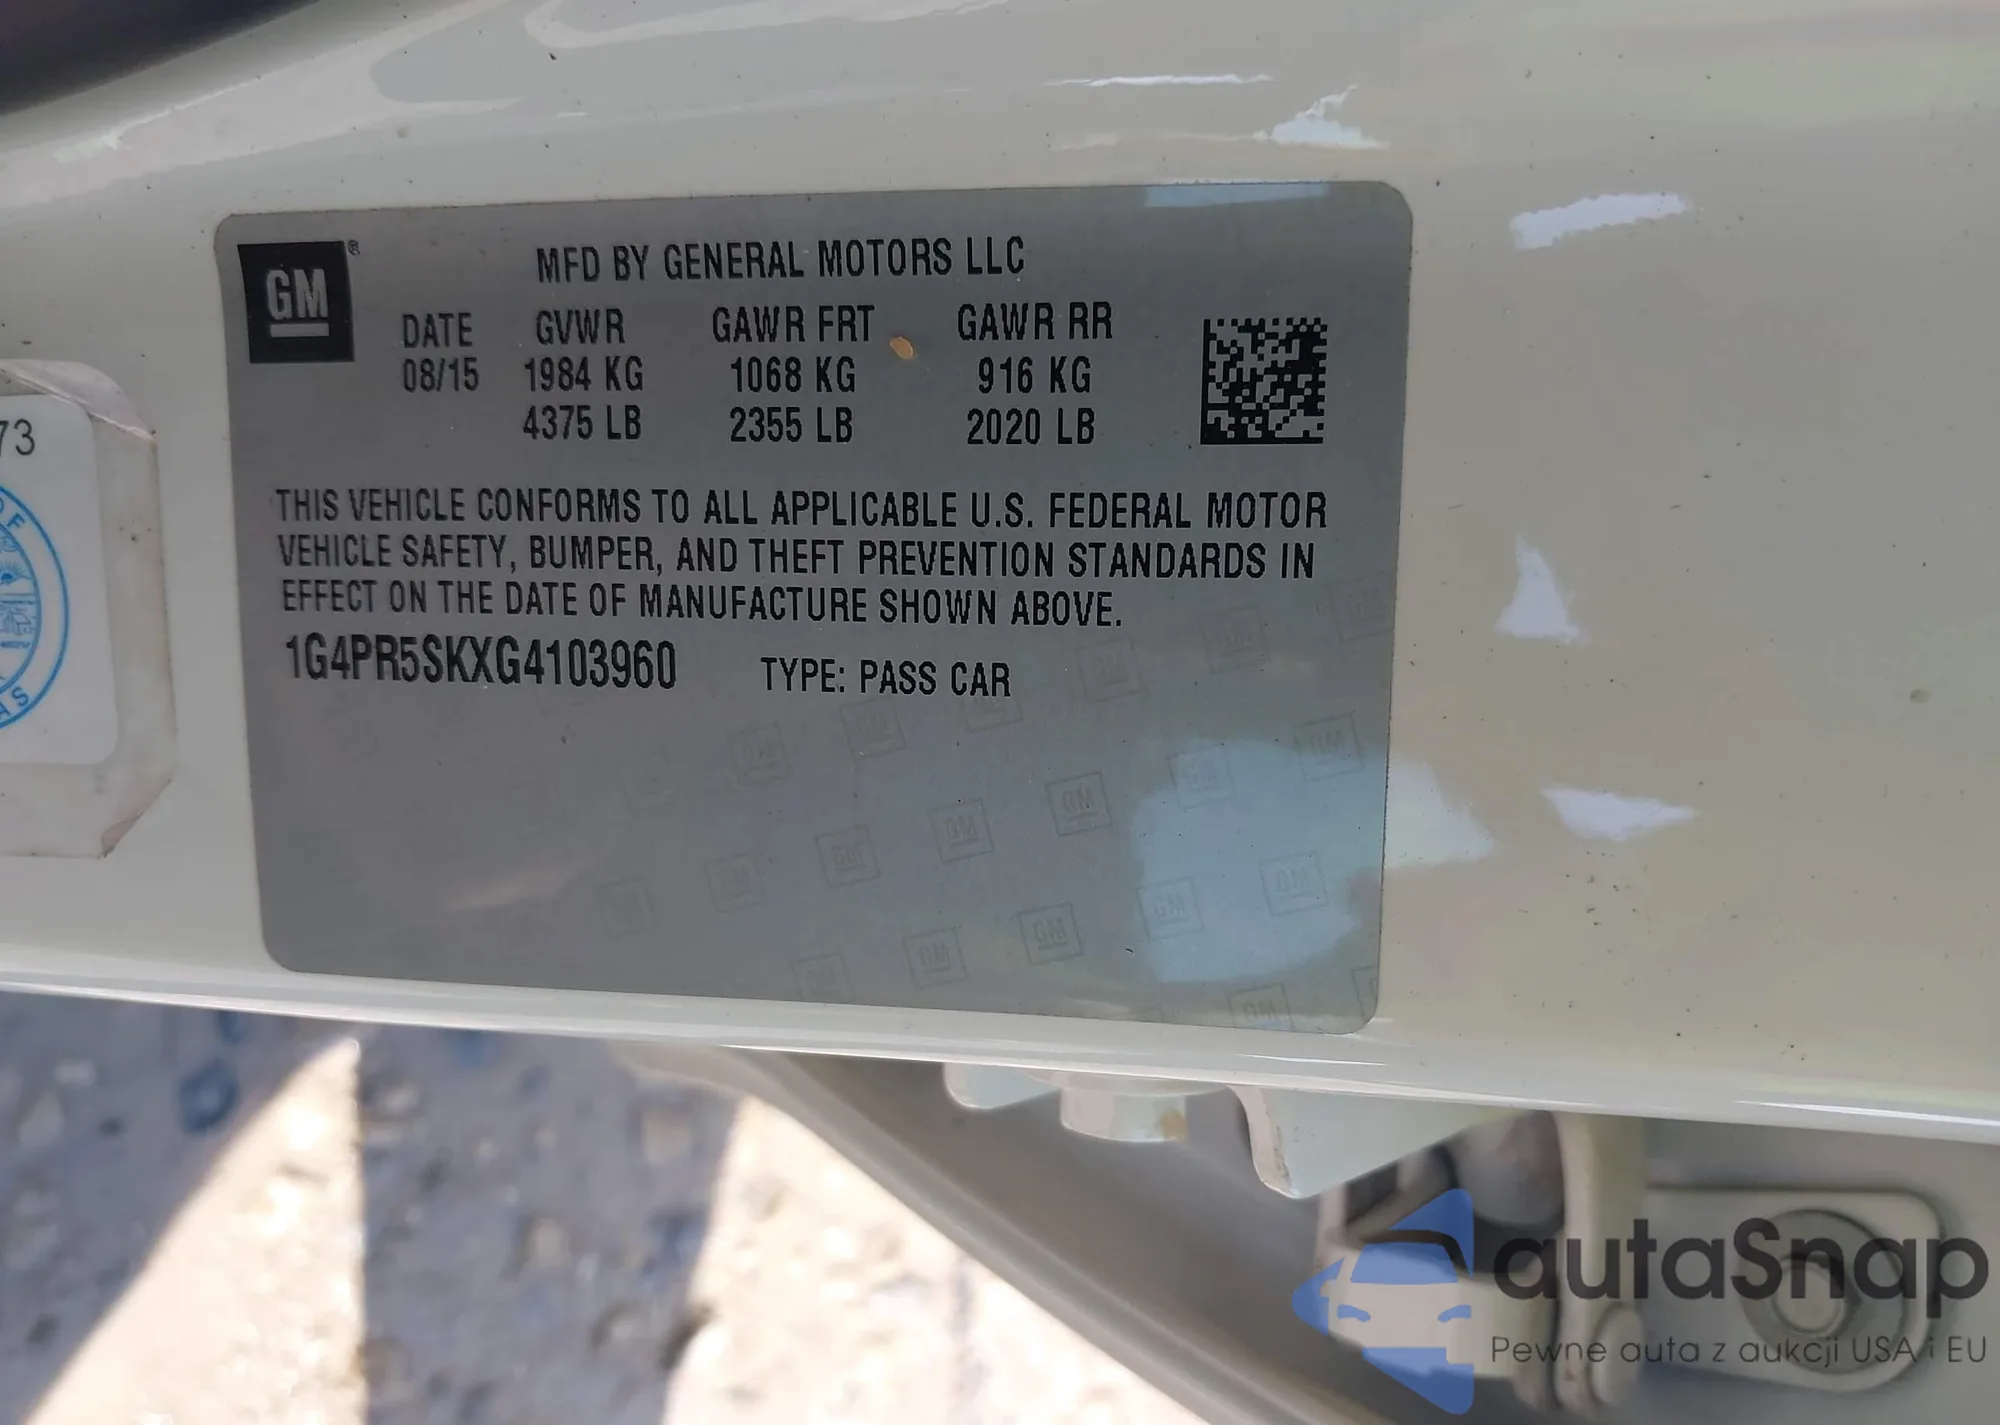 GM ®
MFD BY GENERAL MOTORS LLC
DATE GVWR GAWR FRT GAWR RR
08/15 1984 KG 1068 KG 916 KG
4375 LB 2355 LB 2020 LB
THIS VEHICLE CONFORMS TO ALL APPLICABLE U.S. FEDERAL MOTOR
VEHICLE SAFETY, BUMPER, AND THEFT PREVENTION STANDARDS IN
EFFECT ON THE DATE OF MANUFACTURE SHOWN ABOVE.
1G4PR5SKXG4103960 TYPE: PASS CAR
73
OF
autaSnap
Pewne auta z aukcji USA i EU